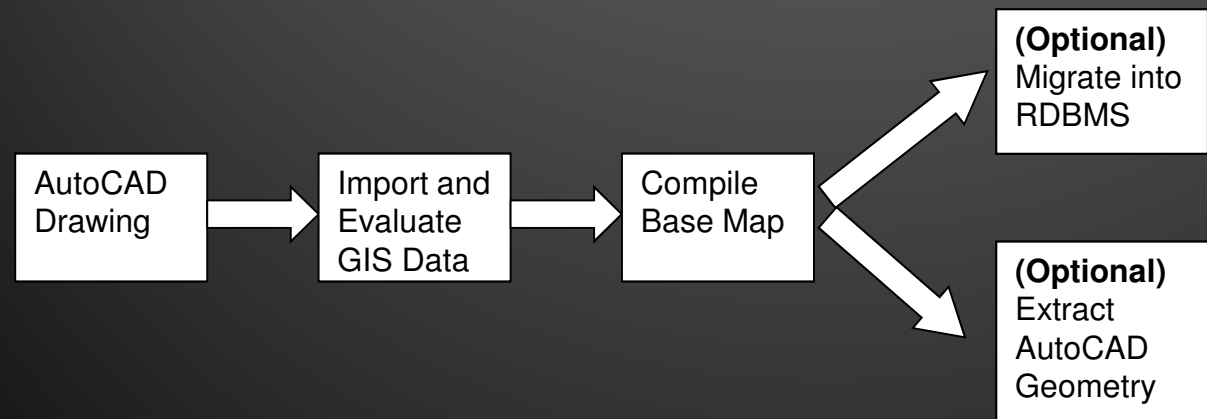 AutoCAD
Drawing
Import and
Evaluate
GIS Data
Compile
Base Map
(Optional)
Migrate into
RDBMS
(Optional)
Extract
AutoCAD
Geometry